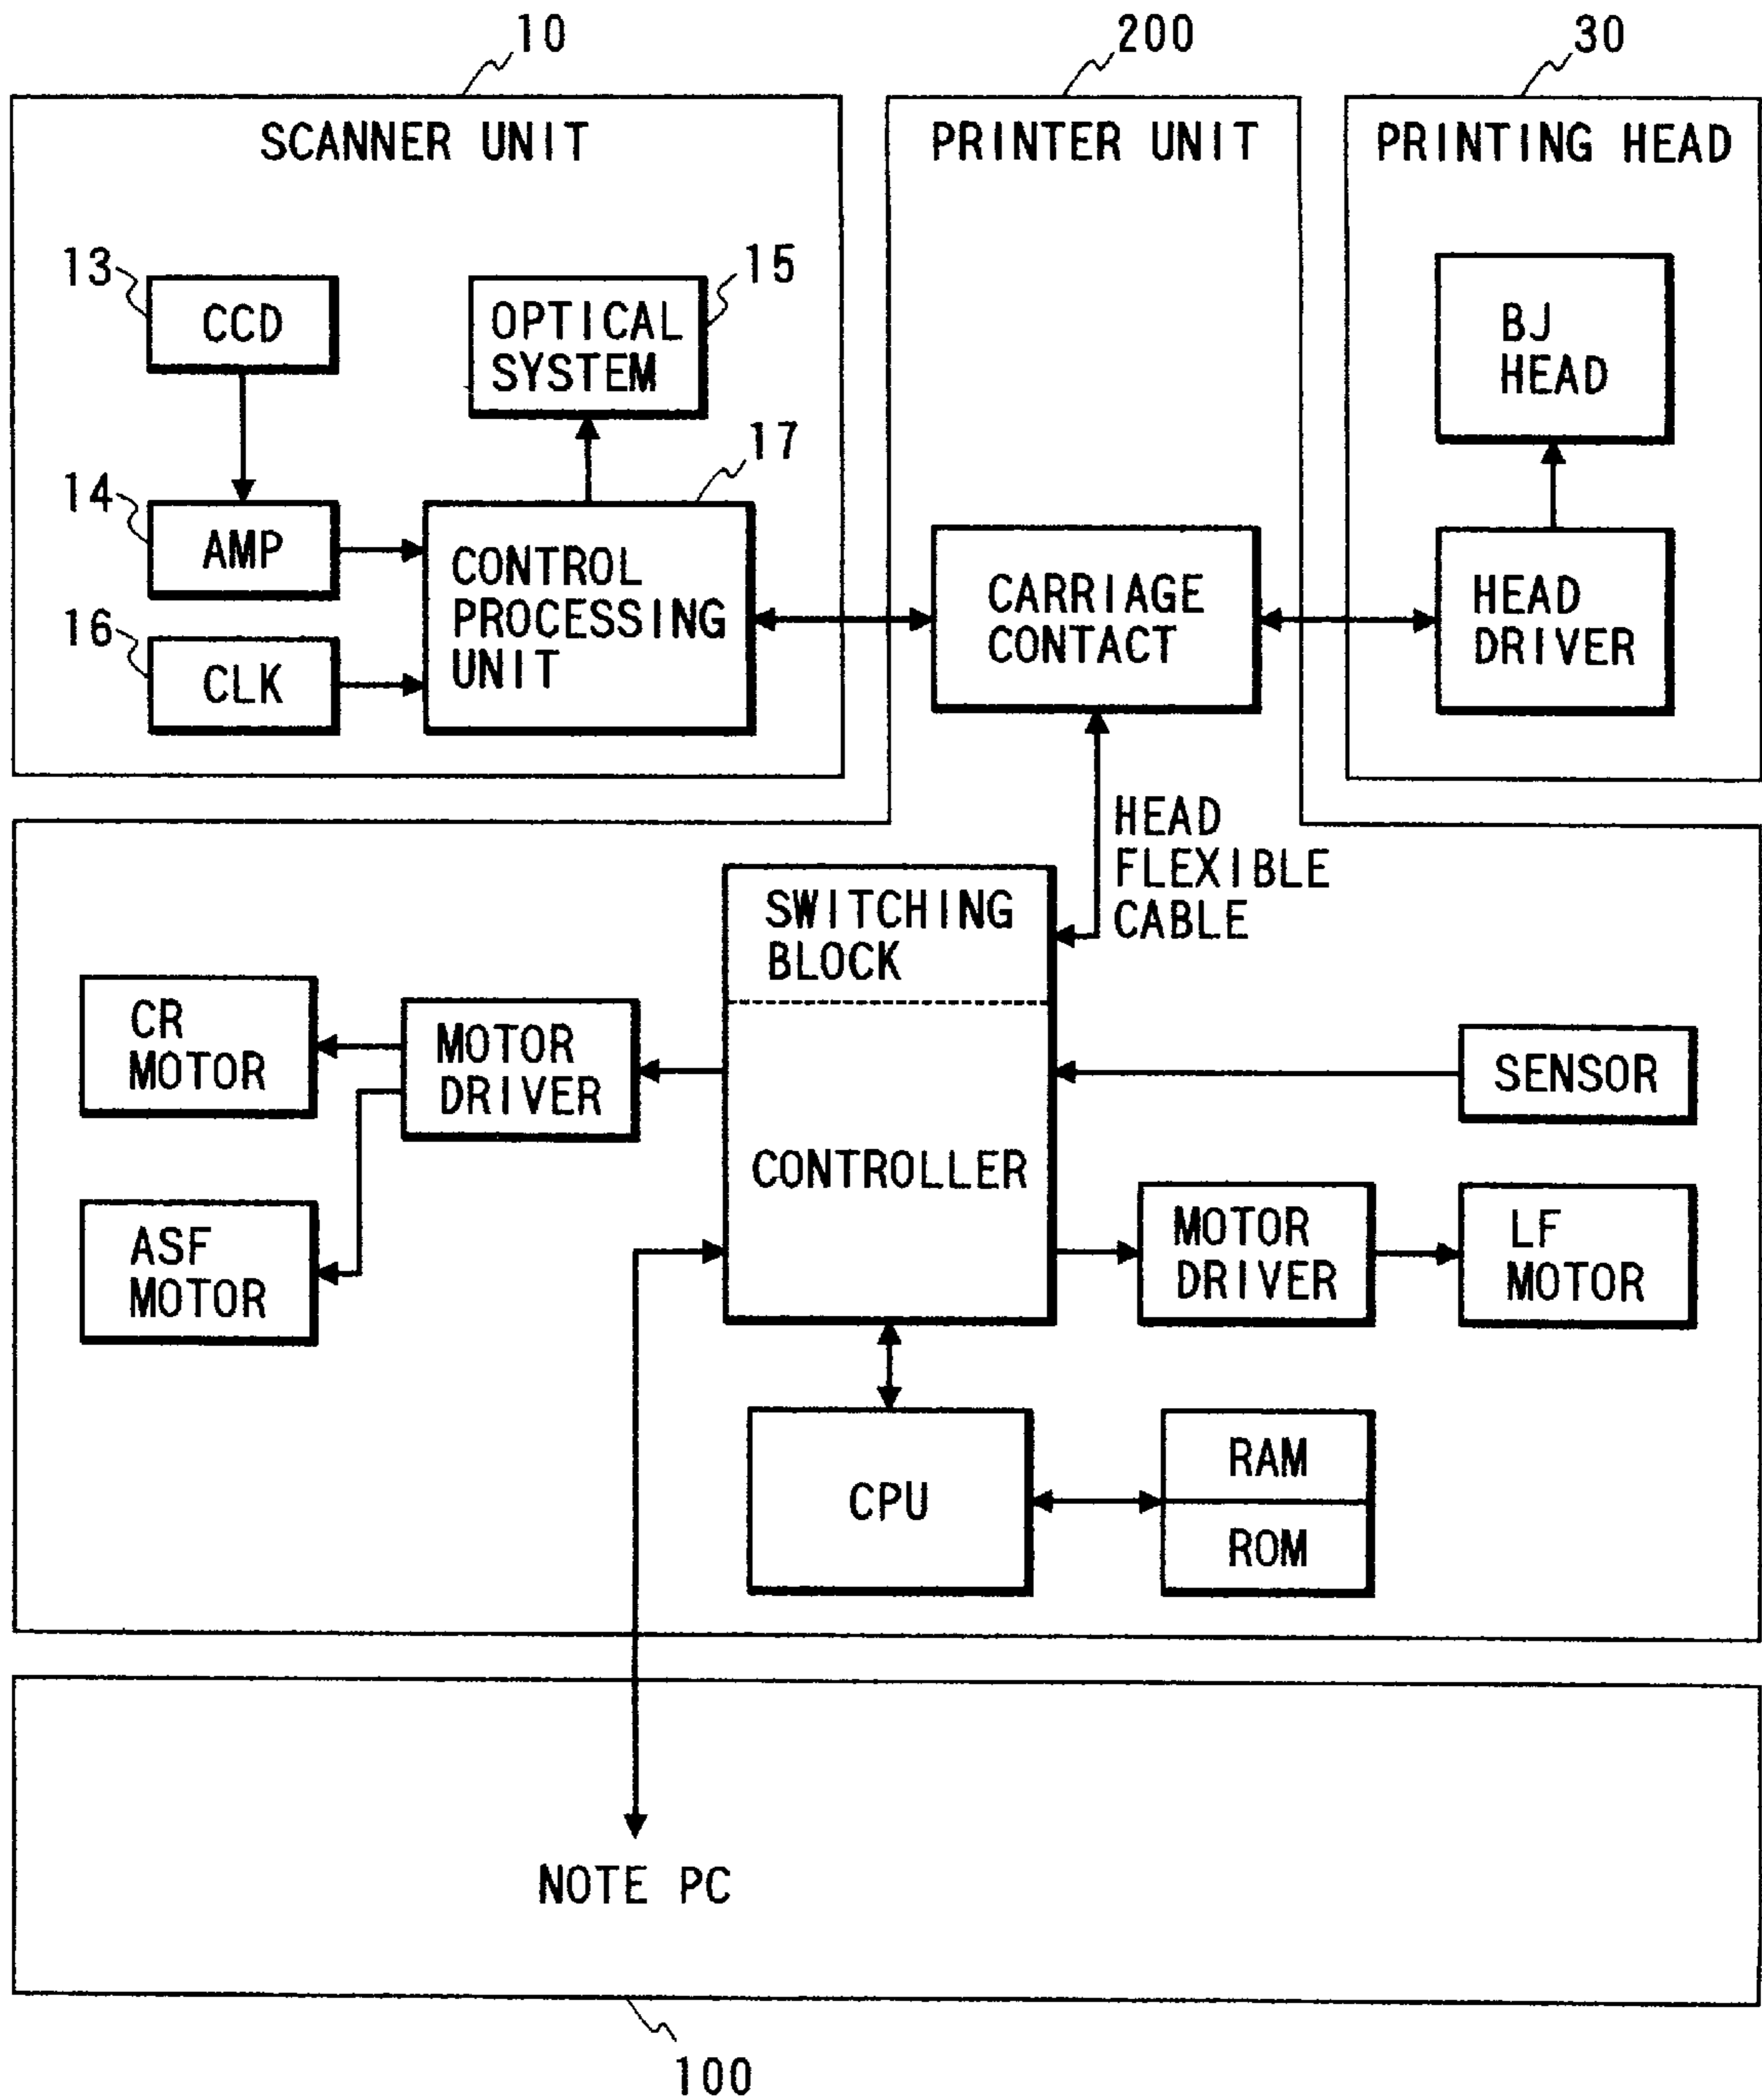 10
200
30
SCANNER UNIT
PRINTER UNIT
PRINTING HEAD
13
CCD
15
OPTICAL
SYSTEM
BJ
HEAD
14
AMP
17
CONTROL
PROCESSING
UNIT
16
CLK
CARRIAGE
CONTACT
HEAD
DRIVER
HEAD
FLEXIBLE
CABLE
SWITCHING
BLOCK
CR
MOTOR
MOTOR
DRIVER
SENSOR
CONTROLLER
ASF
MOTOR
MOTOR
DRIVER
LF
MOTOR
CPU
RAM
ROM
NOTE PC
100